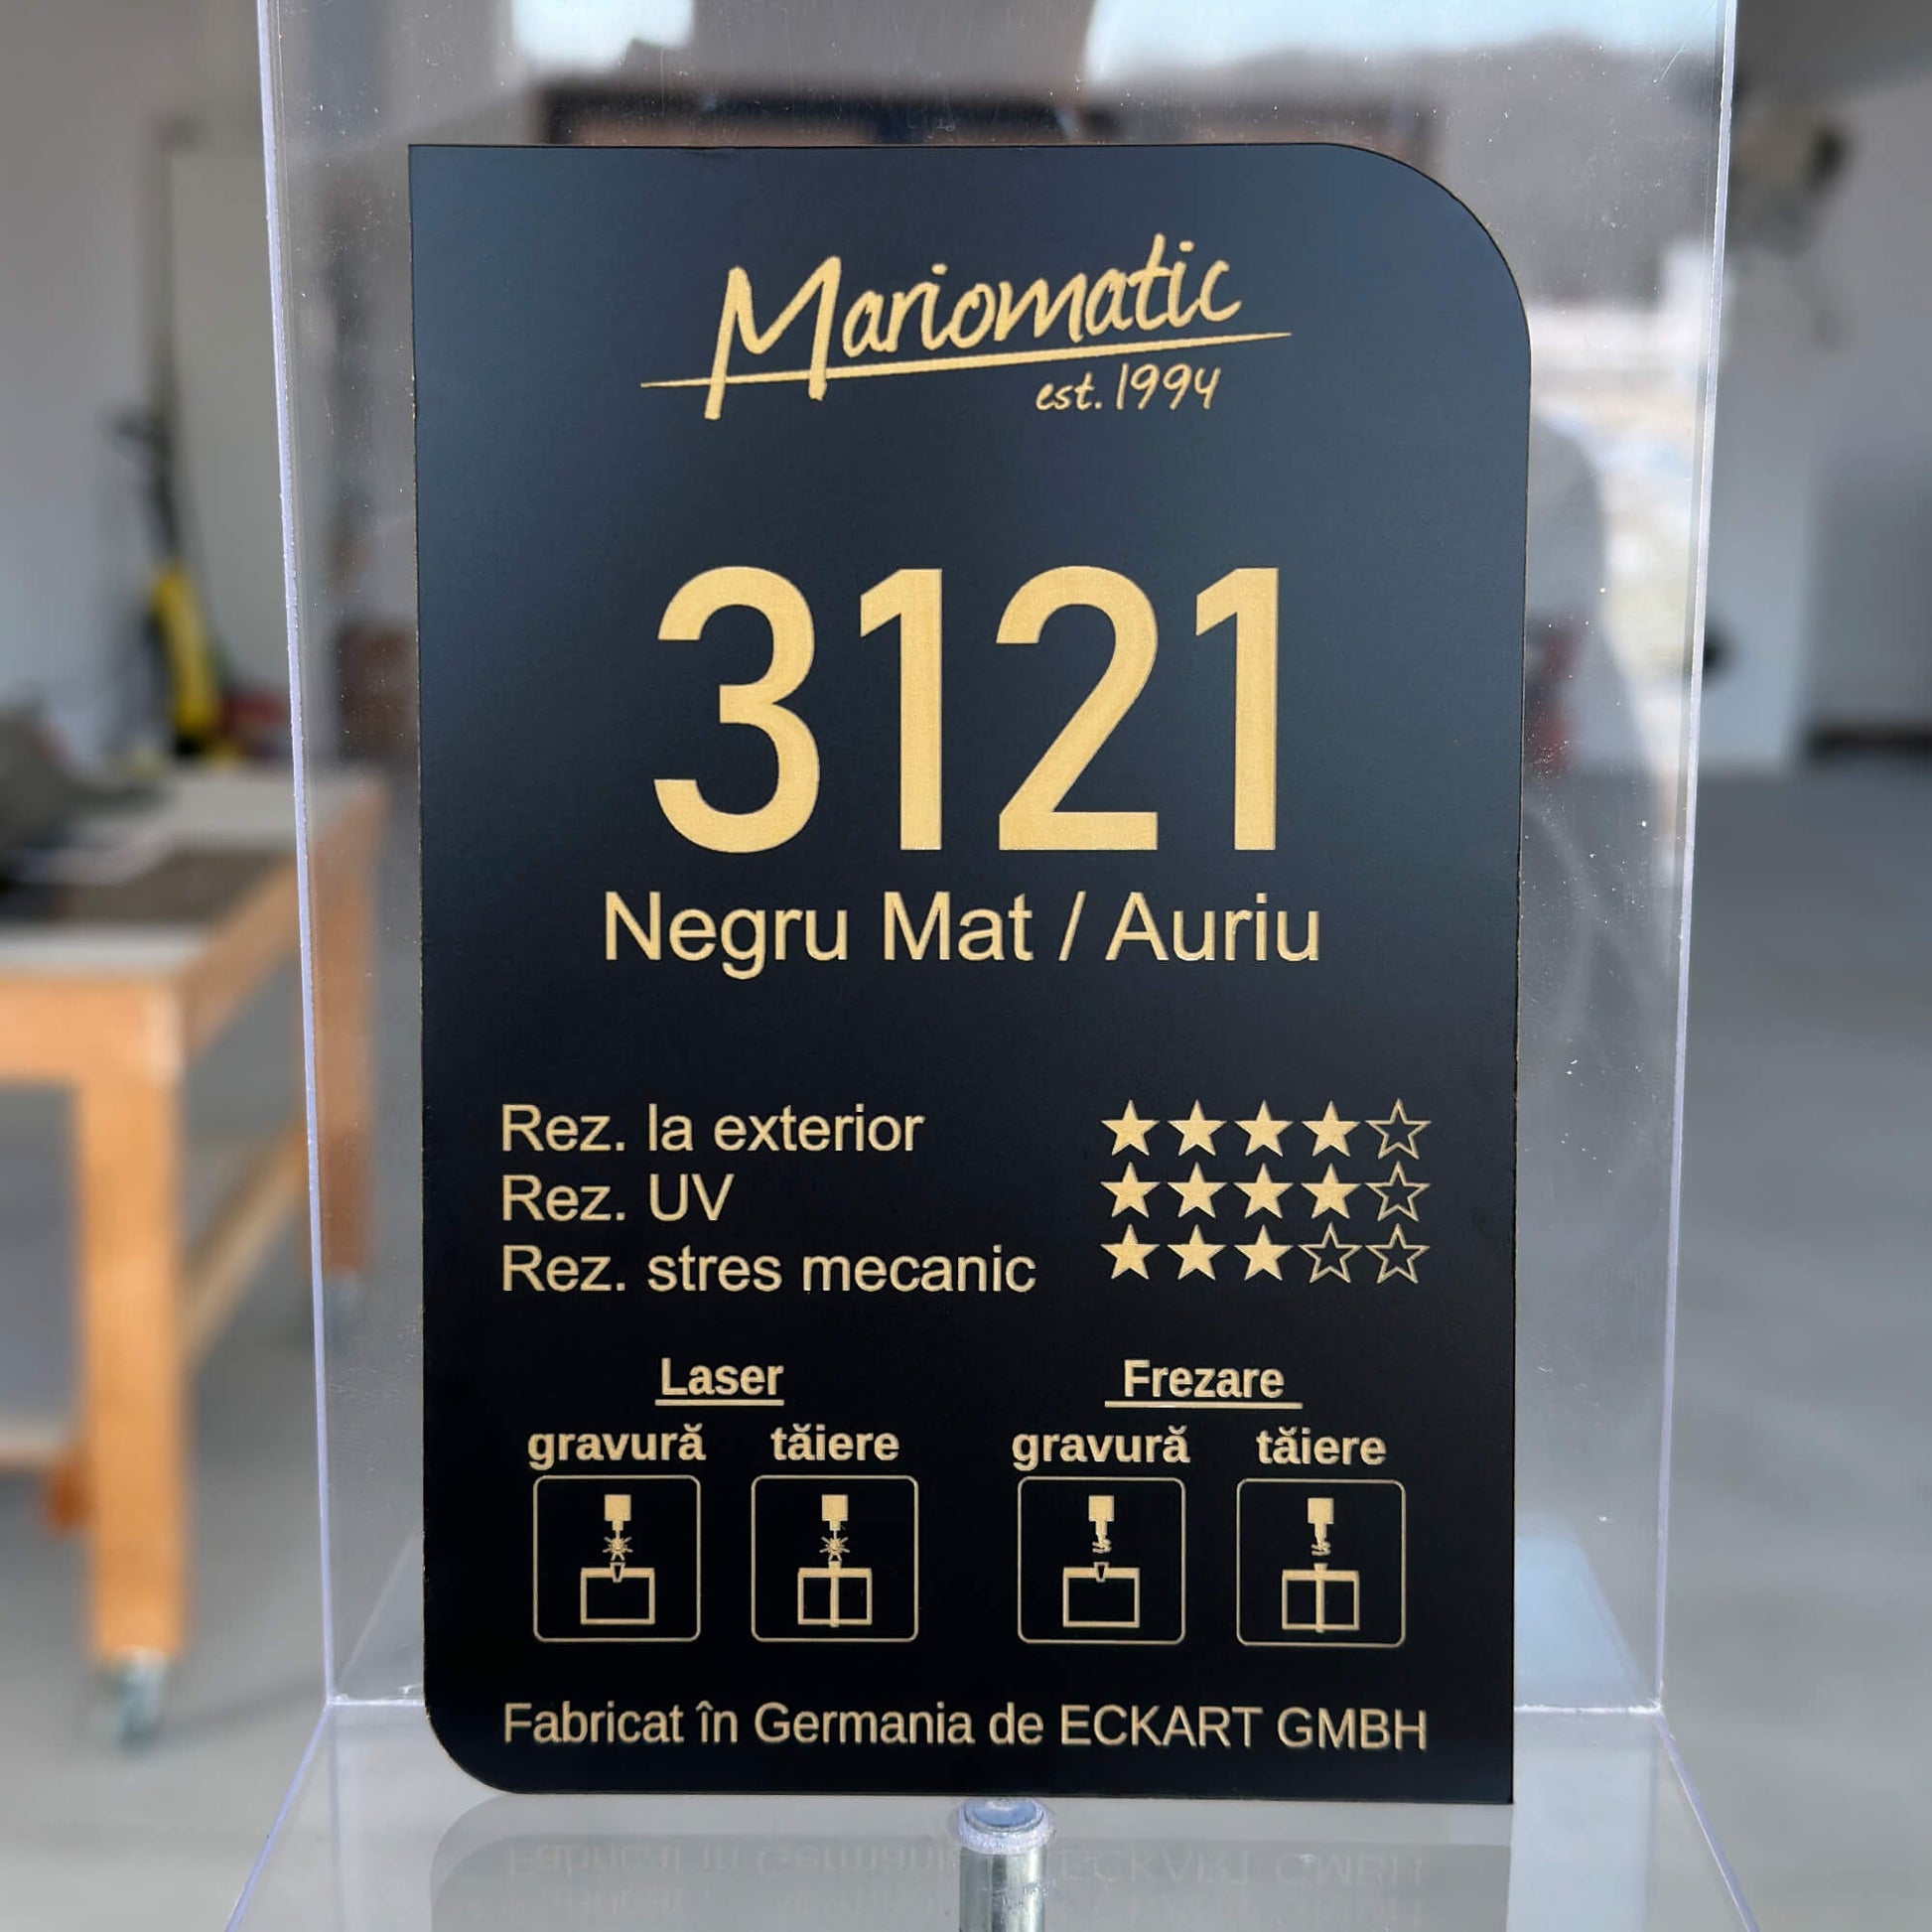 Mariomatic
est. 1994
3121
Negru Mat / Auriu
Rez. la exterior ★★★★☆
Rez. UV ★★★★☆
Rez. stres mecanic ★★★☆☆
Laser Frezare
gravură tăiere gravură tăiere
Fabricat în Germania de ECKART GMBH